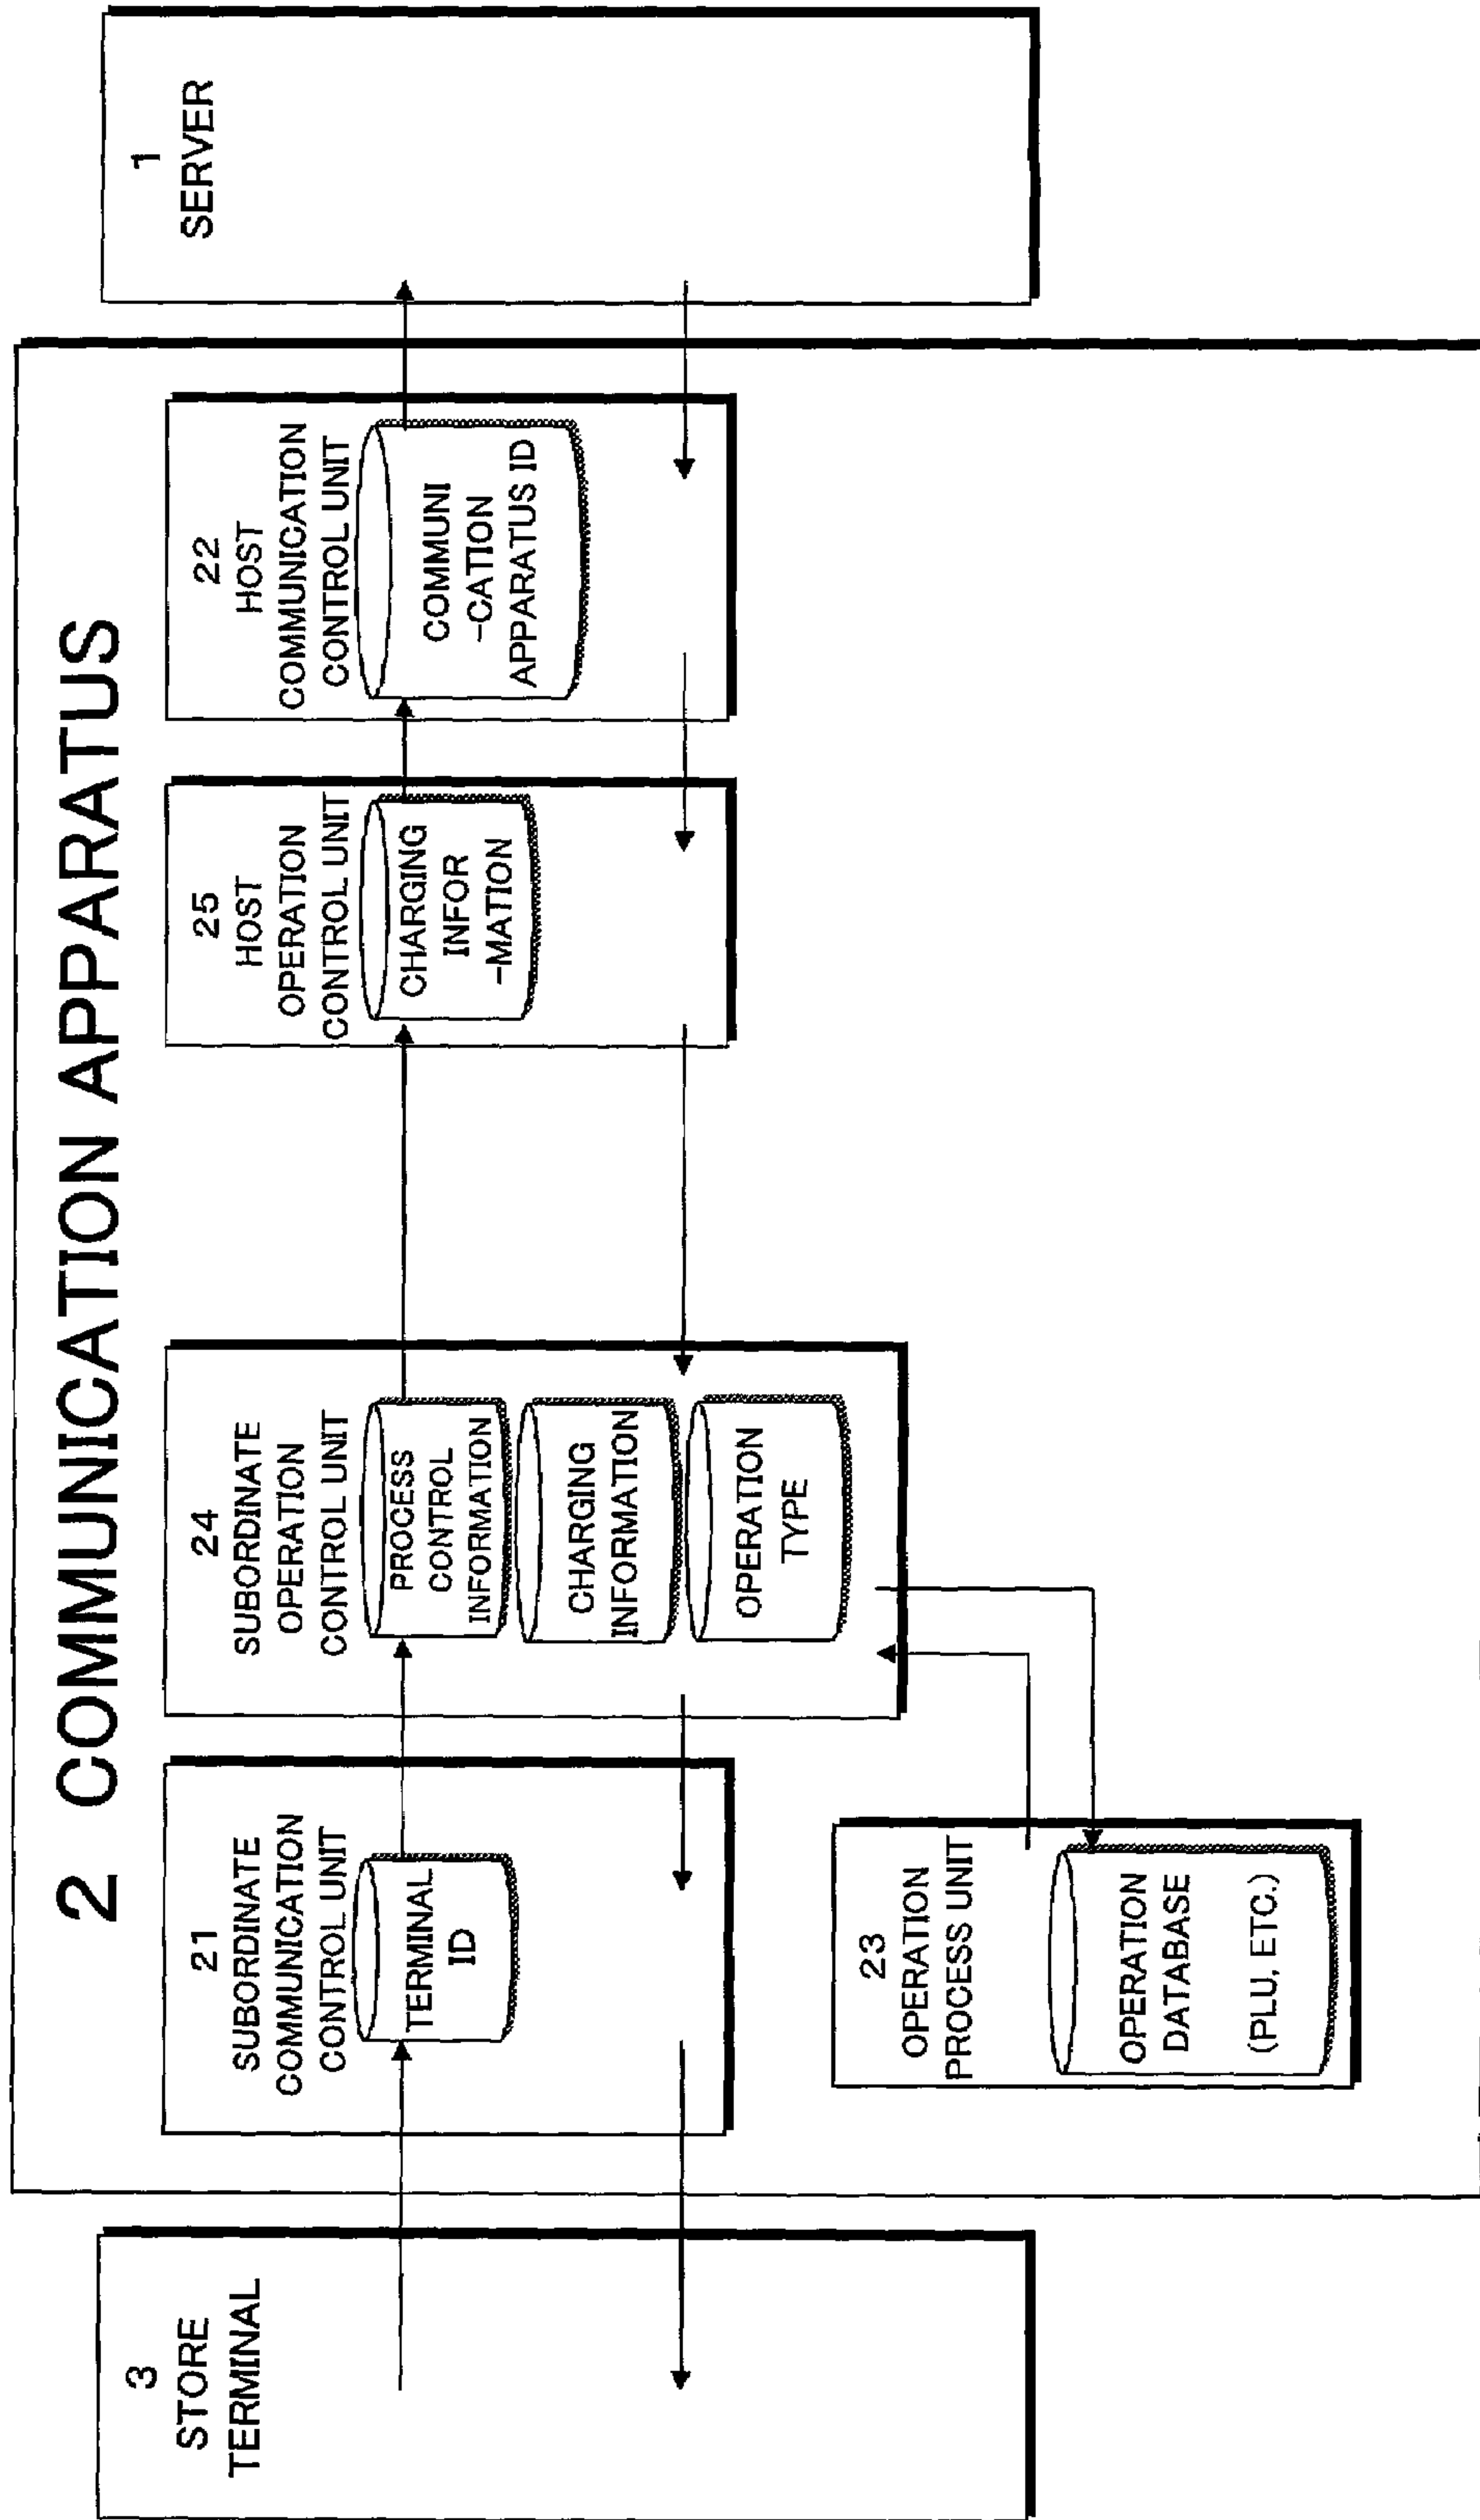 2 COMMUNICATION APPARATUS
3
STORE
TERMINAL
21
SUBORDINATE
COMMUNICATION
CONTROL UNIT
TERMINAL
ID
24
SUBORDINATE
OPERATION
CONTROL UNIT
PROCESS
CONTROL
INFORMATION
CHARGING
INFORMATION
OPERATION
TYPE
25
HOST
OPERATION
CONTROL UNIT
CHARGING
INFOR
-MATION
22
HOST
COMMUNICATION
CONTROL UNIT
COMMUNI
-CATION
APPARATUS ID
1
SERVER
23
OPERATION
PROCESS UNIT
OPERATION
DATABASE
(PLU, ETC.)